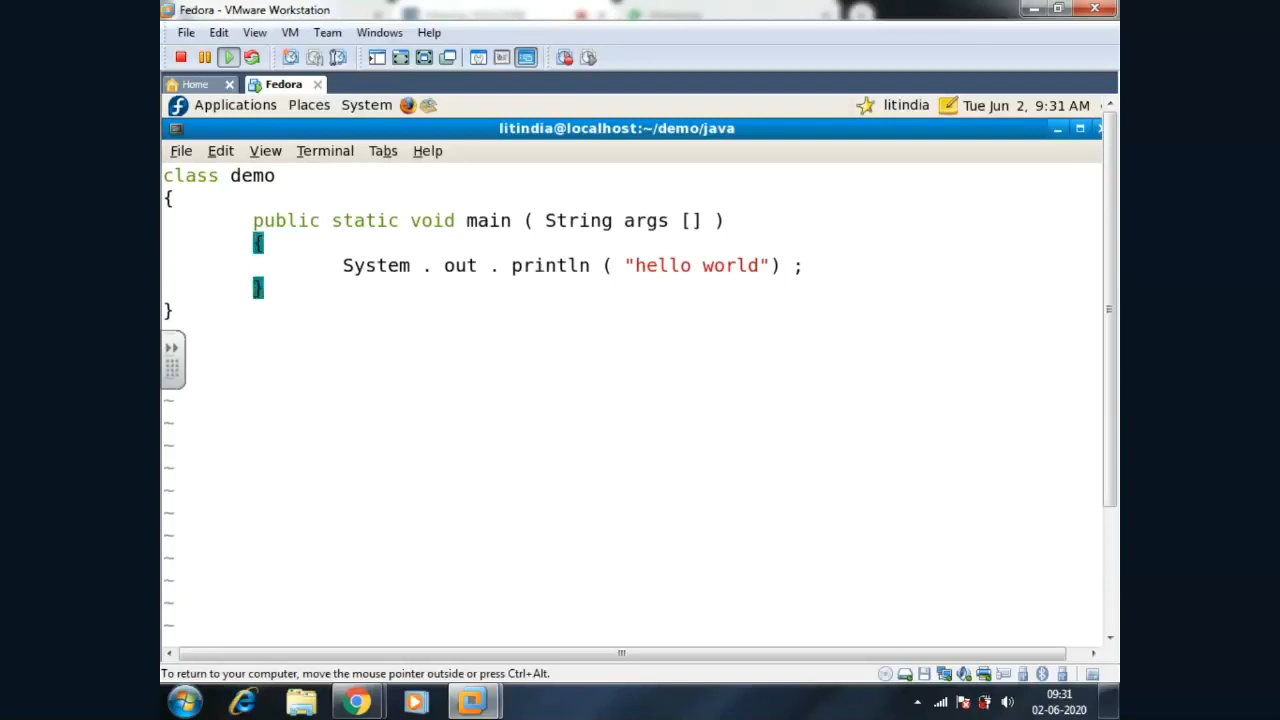 Fedora - VMware Workstation
File Edit View VM Team Windows Help
Home Fedora
Applications Places System litindia Tue Jun 2, 9:31 AM
litindia@localhost:~/demo/java
File Edit View Terminal Tabs Help
class demo
{
public static void main ( String args [] )
{
System . out . println ( "hello world") ;
}
}
~
~
~
~
~
~
~
~
~
~
~
To return to your computer, move the mouse pointer outside or press Ctrl+Alt.
09:31
02-06-2020